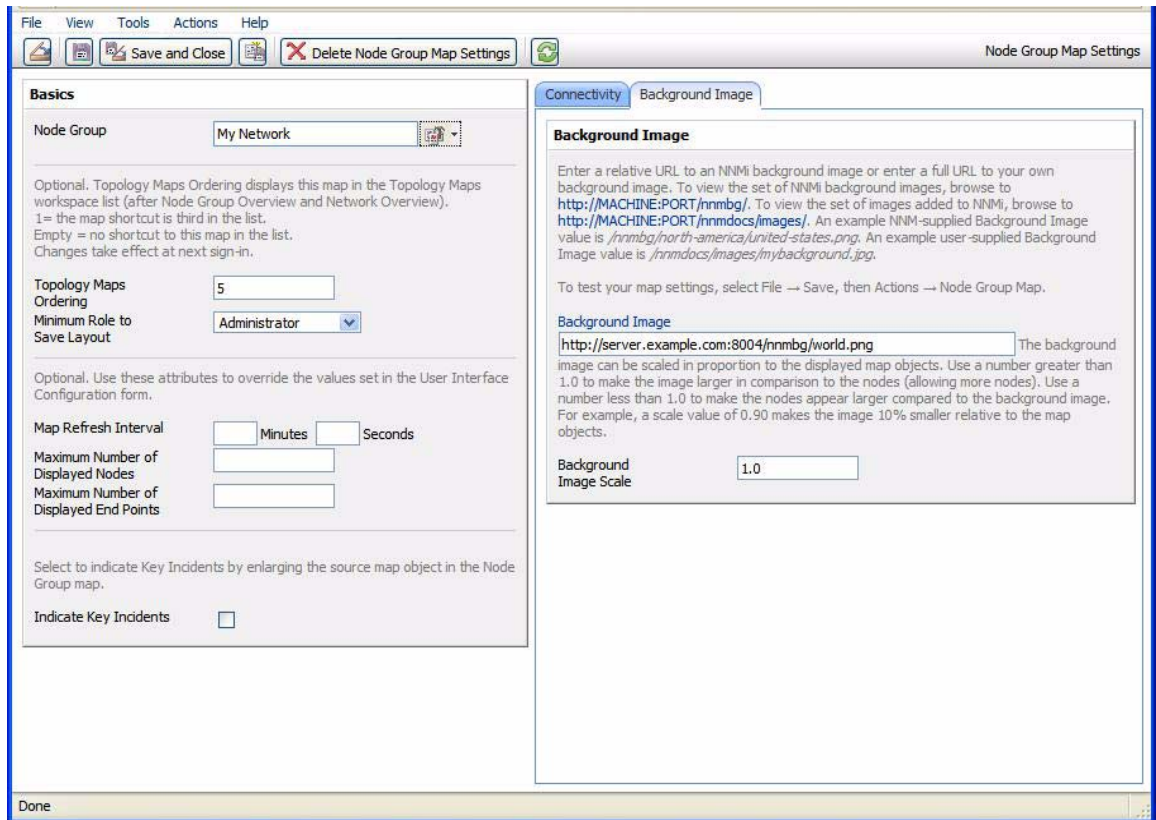 File View Tools Actions Help
Save and Close Delete Node Group Map Settings Node Group Map Settings
Basics
Node Group My Network
Optional. Topology Maps Ordering displays this map in the Topology Maps
workspace list (after Node Group Overview and Network Overview).
1= the map shortcut is third in the list.
Empty = no shortcut to this map in the list.
Changes take effect at next sign-in.
Topology Maps
Ordering
5
Minimum Role to
Save Layout
Administrator
Optional. Use these attributes to override the values set in the User Interface
Configuration form.
Map Refresh Interval Minutes Seconds
Maximum Number of
Displayed Nodes
Maximum Number of
Displayed End Points
Select to indicate Key Incidents by enlarging the source map object in the Node
Group map.
Indicate Key Incidents
Connectivity Background Image
Background Image
Enter a relative URL to an NNMi background image or enter a full URL to your own
background image. To view the set of NNMi background images, browse to
http://MACHINE:PORT/nnmbg/. To view the set of images added to NNMi, browse to
http://MACHINE:PORT/nnmdocs/images/. An example NNM-supplied Background Image
value is /nnmbg/north-america/united-states.png. An example user-supplied Background
Image value is /nnmdocs/images/mybackground.jpg.
To test your map settings, select File → Save, then Actions → Node Group Map.
Background Image
http://server.example.com:8004/nnmbg/world.png The background
image can be scaled in proportion to the displayed map objects. Use a number greater than
1.0 to make the image larger in comparison to the nodes (allowing more nodes). Use a
number less than 1.0 to make the nodes appear larger compared to the background image.
For example, a scale value of 0.90 makes the image 10% smaller relative to the map
objects.
Background
Image Scale
1.0
Done